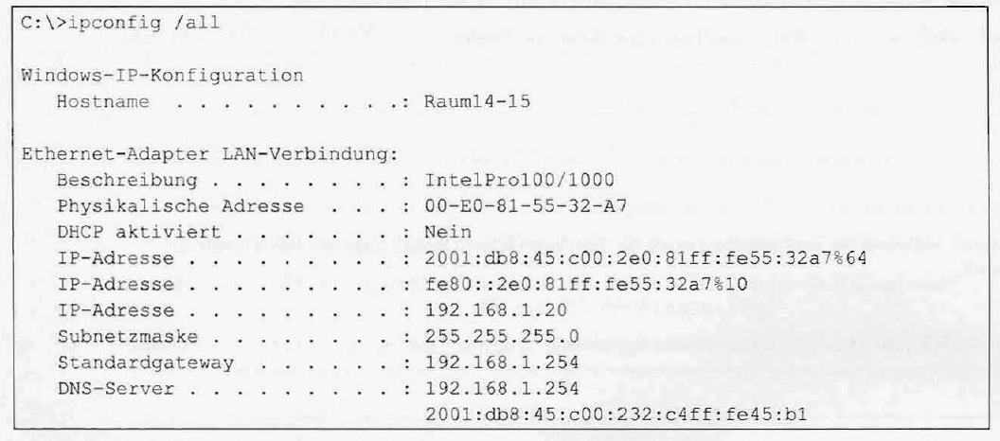 C:\>ipconfig /all
Windows-IP-Konfiguration
Hostname . . . . . . . . . . .: Raum14-15
Ethernet-Adapter LAN-Verbindung:
Beschreibung . . . . . . . . : IntelPro100/1000
Physikalische Adresse . . . : 00-E0-81-55-32-A7
DHCP aktiviert . . . . . . . : Nein
IP-Adresse . . . . . . . . . : 2001:db8:45:c00:2e0:81ff:fe55:32a7%64
IP-Adresse . . . . . . . . . : fe80::2e0:81ff:fe55:32a7%10
IP-Adresse . . . . . . . . . : 192.168.1.20
Subnetzmaske . . . . . . . . : 255.255.255.0
Standardgateway . . . . . . : 192.168.1.254
DNS-Server . . . . . . . . . : 192.168.1.254
2001:db8:45:c00:232:c4ff:fe45:b1